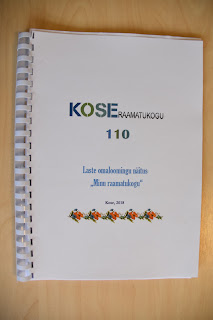 KOSE RAAMATUKOGU
110
Laste omaloomingu näitus
„Minu raamatukogu“
Kose, 2018